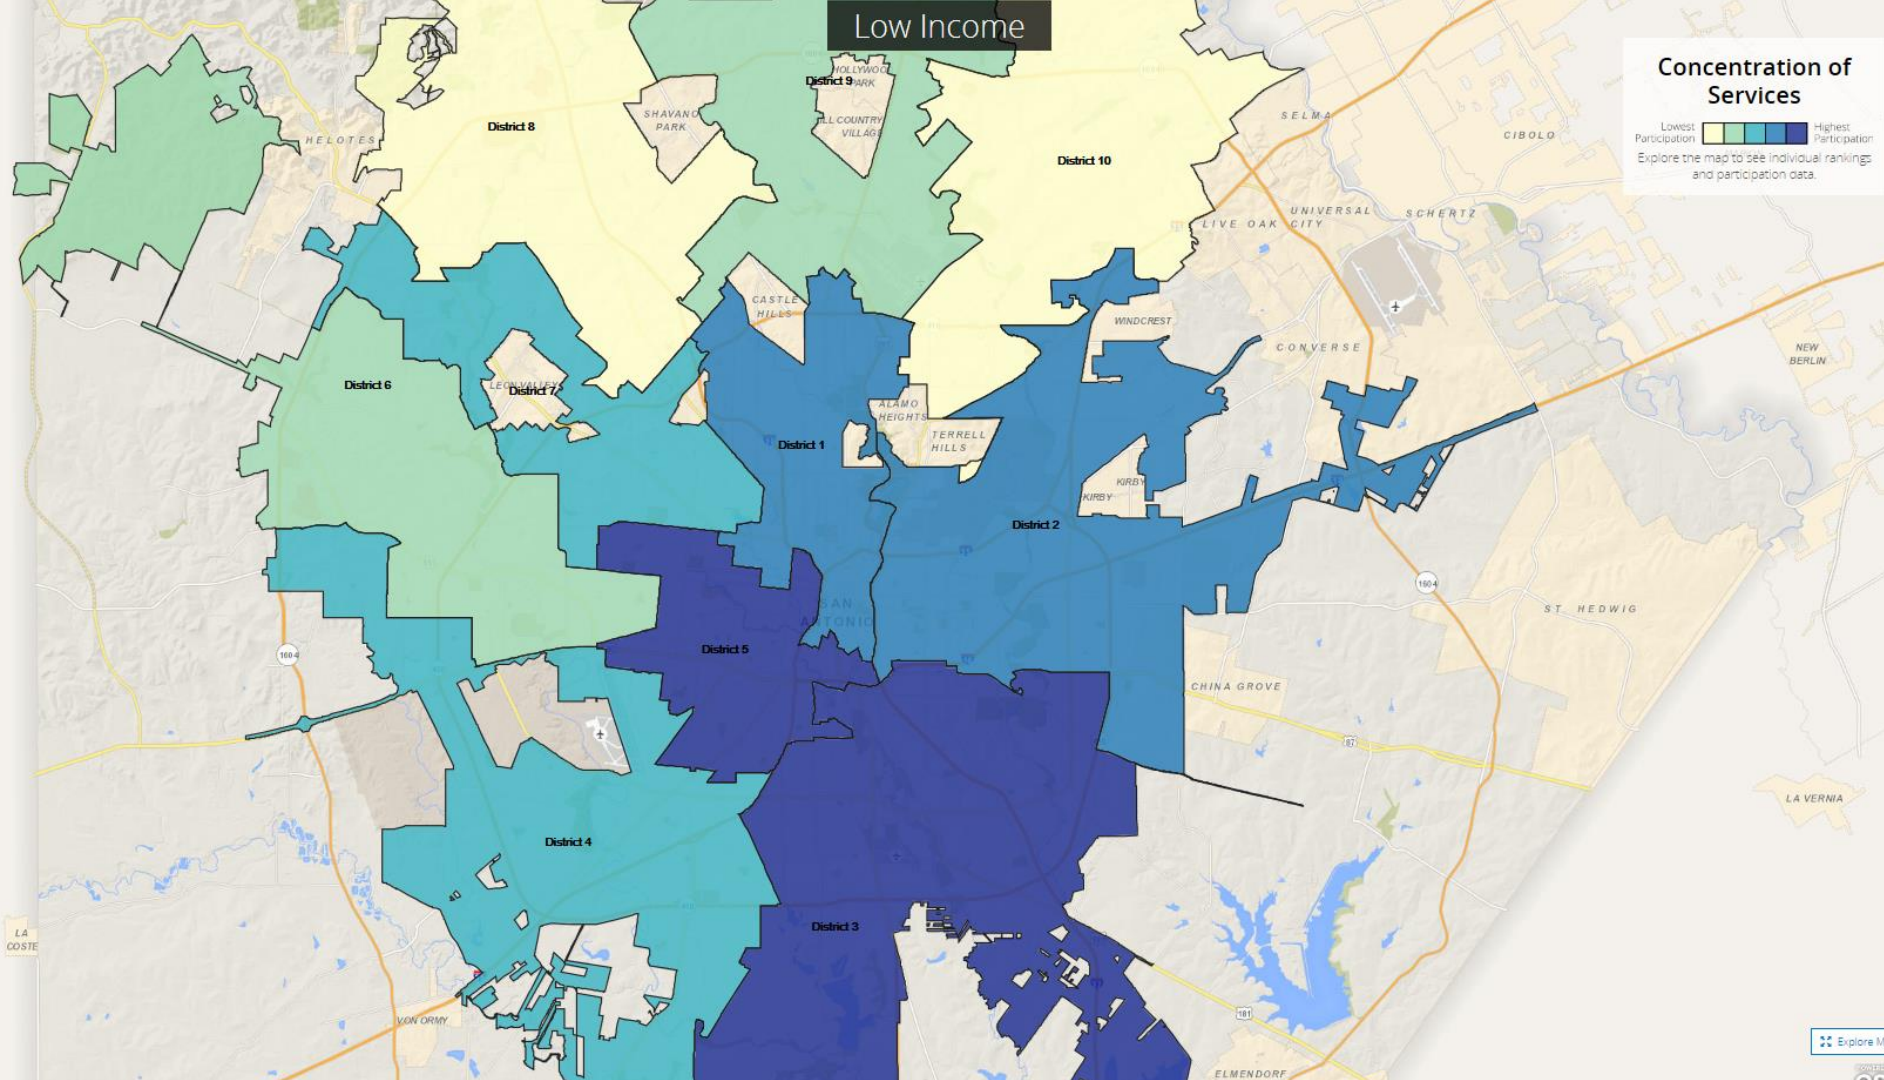 Low Income
Concentration of
Services
Lowest
Participation
Highest
Participation
Explore the map to see individual rankings
and participation data.
District 9
HOLLYWOOD
PARK
SHAVANO
PARK
HILL COUNTRY
VILLAGE
District 8
HELOTES
District 10
SELMA
CIBOLO
UNIVERSAL
CITY
SCHERTZ
LIVE OAK
CASTLE
HILLS
WINDCREST
CONVERSE
NEW
BERLIN
District 6
LEON VALLEY
District 7
ALAMO
HEIGHTS
TERRELL
HILLS
District 1
KIRBY
KIRBY
District 2
1604
SAN
ANTONIO
ST. HEDWIG
1604
District 5
CHINA GROVE
87
LA VERNIA
District 4
410
District 3
LA
COSTE
VON ORMY
181
ELMENDORF
Explore M